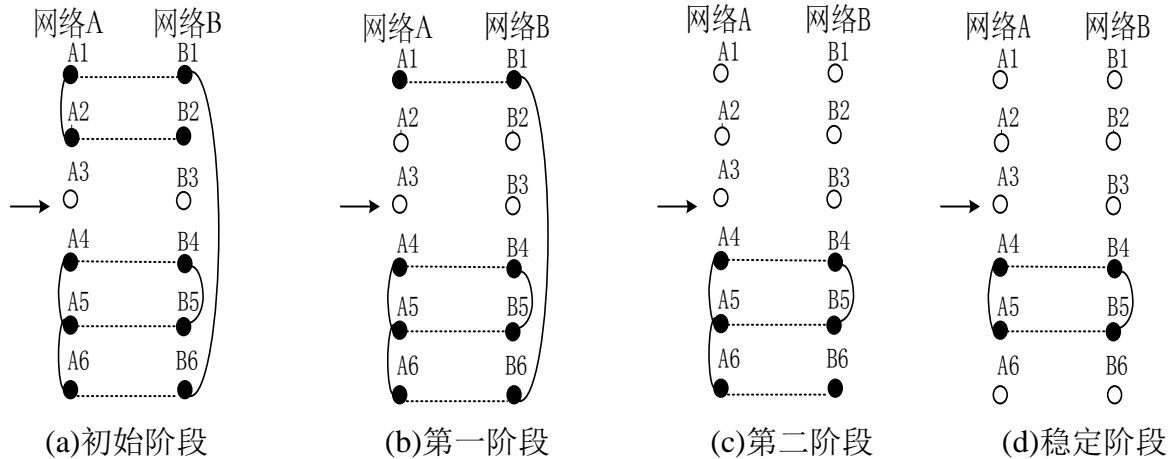 网络A 网络B
A1 B1
A2 B2
A3 B3
A4 B4
A5 B5
A6 B6
(a)初始阶段
网络A 网络B
A1 B1
A2 B2
A3 B3
A4 B4
A5 B5
A6 B6
(b)第一阶段
网络A 网络B
A1 B1
A2 B2
A3 B3
A4 B4
A5 B5
A6 B6
(c)第二阶段
网络A 网络B
A1 B1
A2 B2
A3 B3
A4 B4
A5 B5
A6 B6
(d)稳定阶段